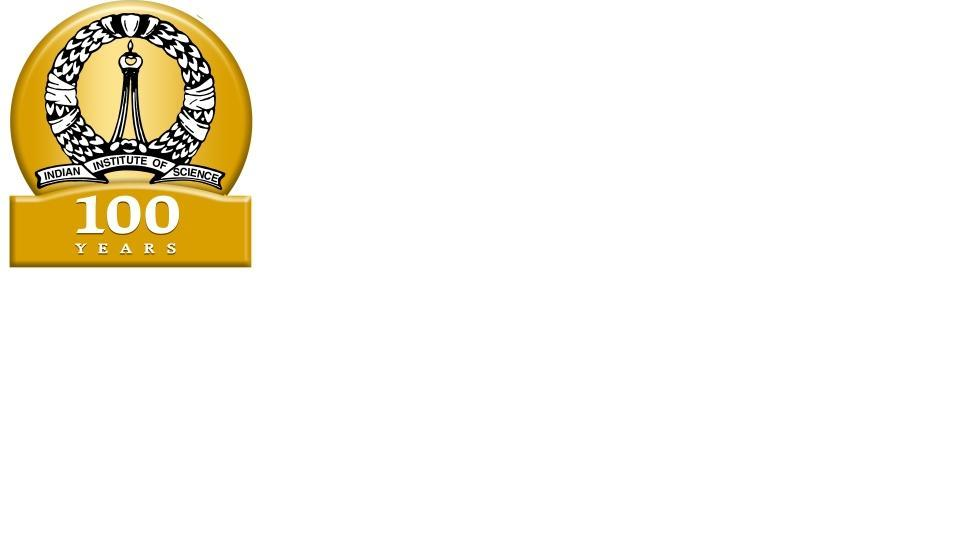 INDIAN INSTITUTE OF SCIENCE
100
YEARS